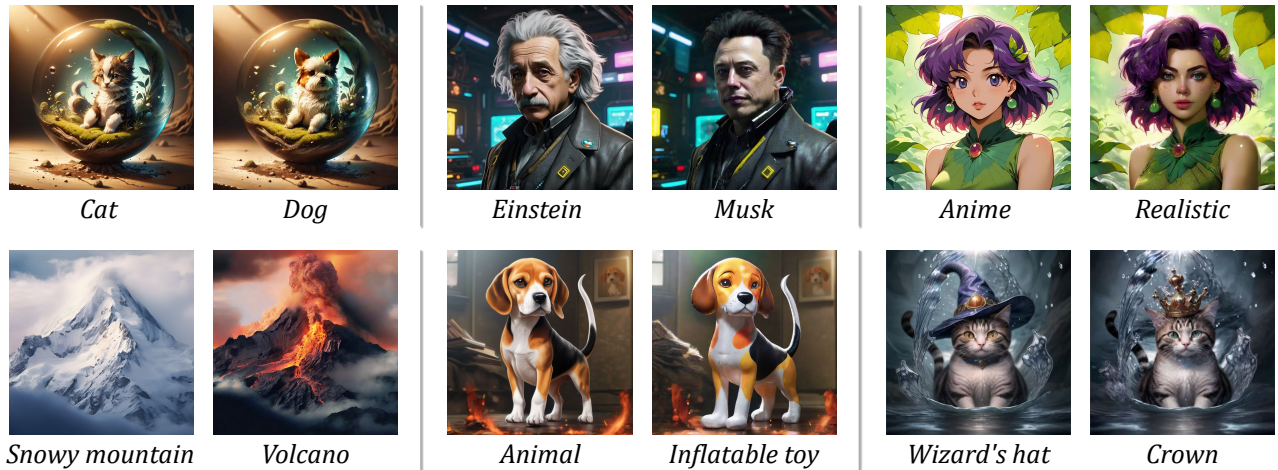 Cat Dog Einstein Musk Anime Realistic
Snowy mountain Volcano Animal Inflatable toy Wizard's hat Crown